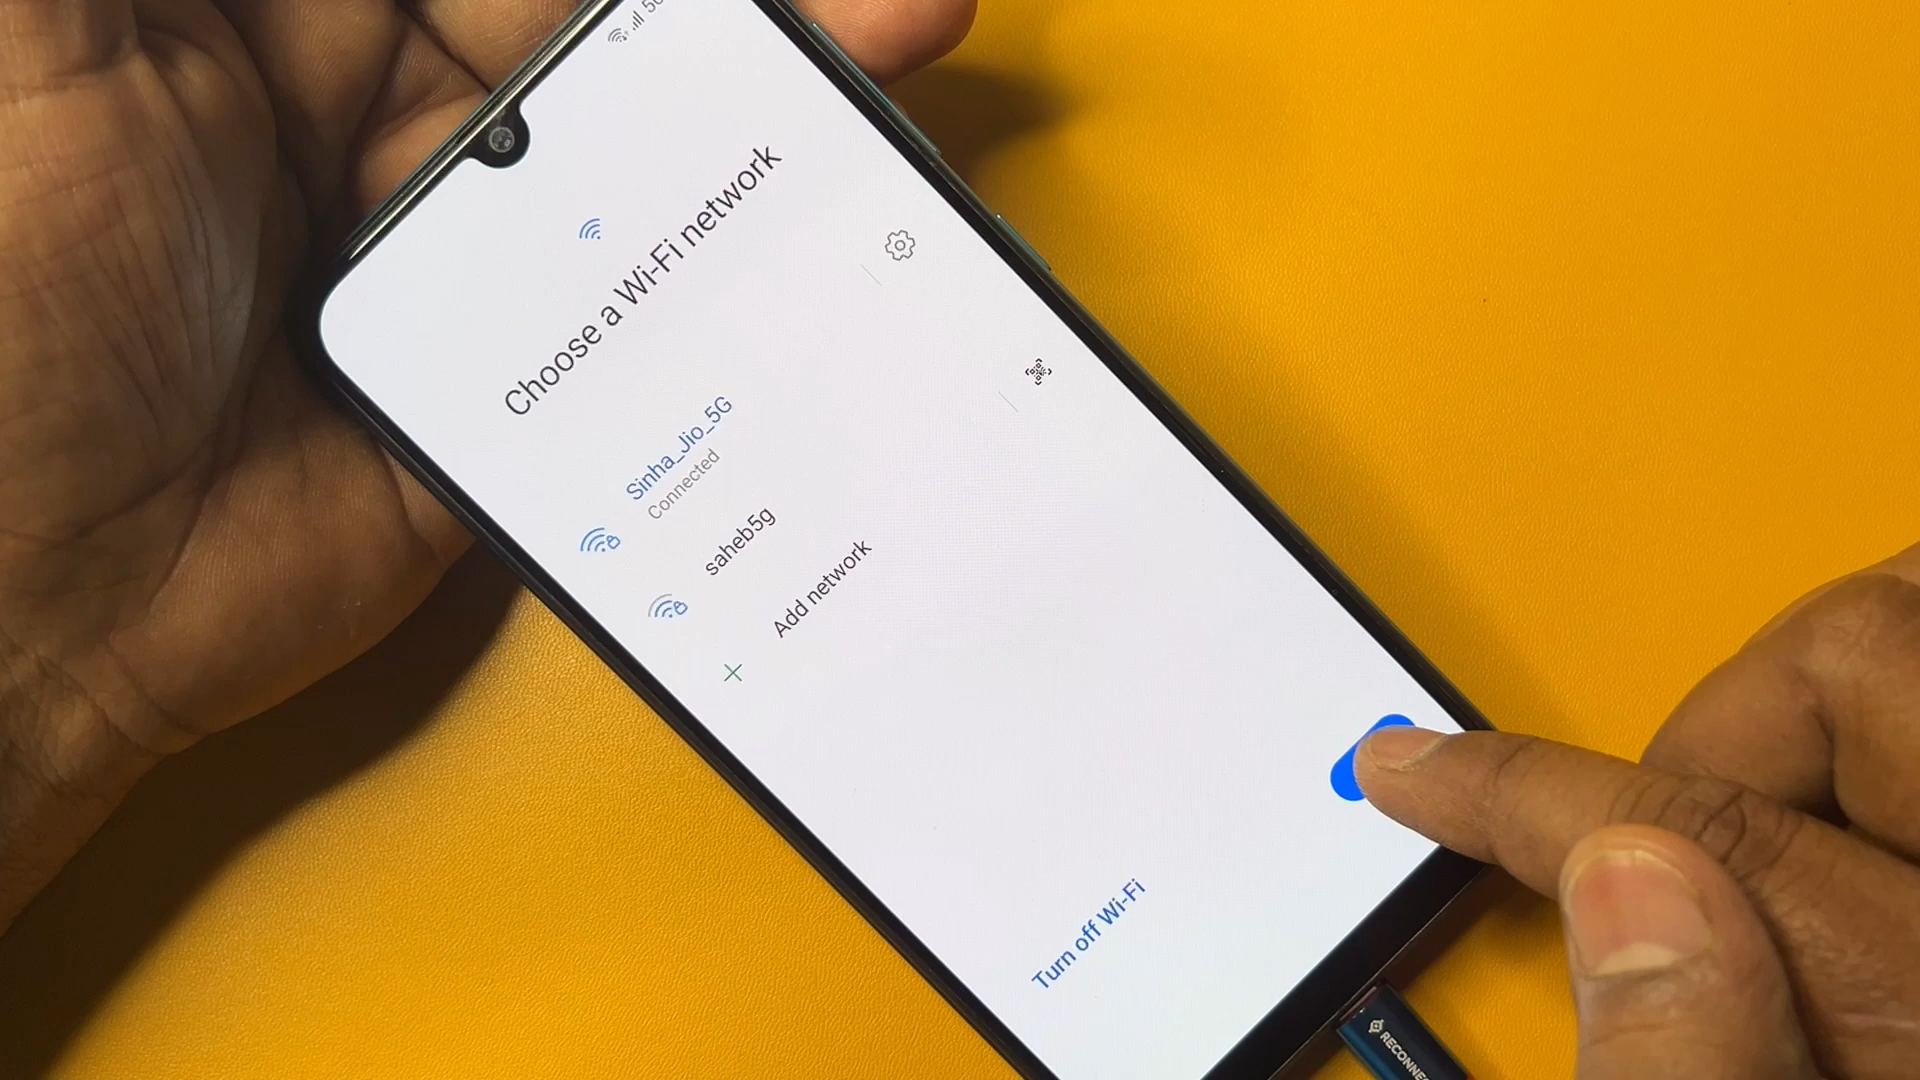 Choose a Wi-Fi network
Sinha_Jio_5G
Connected
saheb5g
Add network
Turn off Wi-Fi